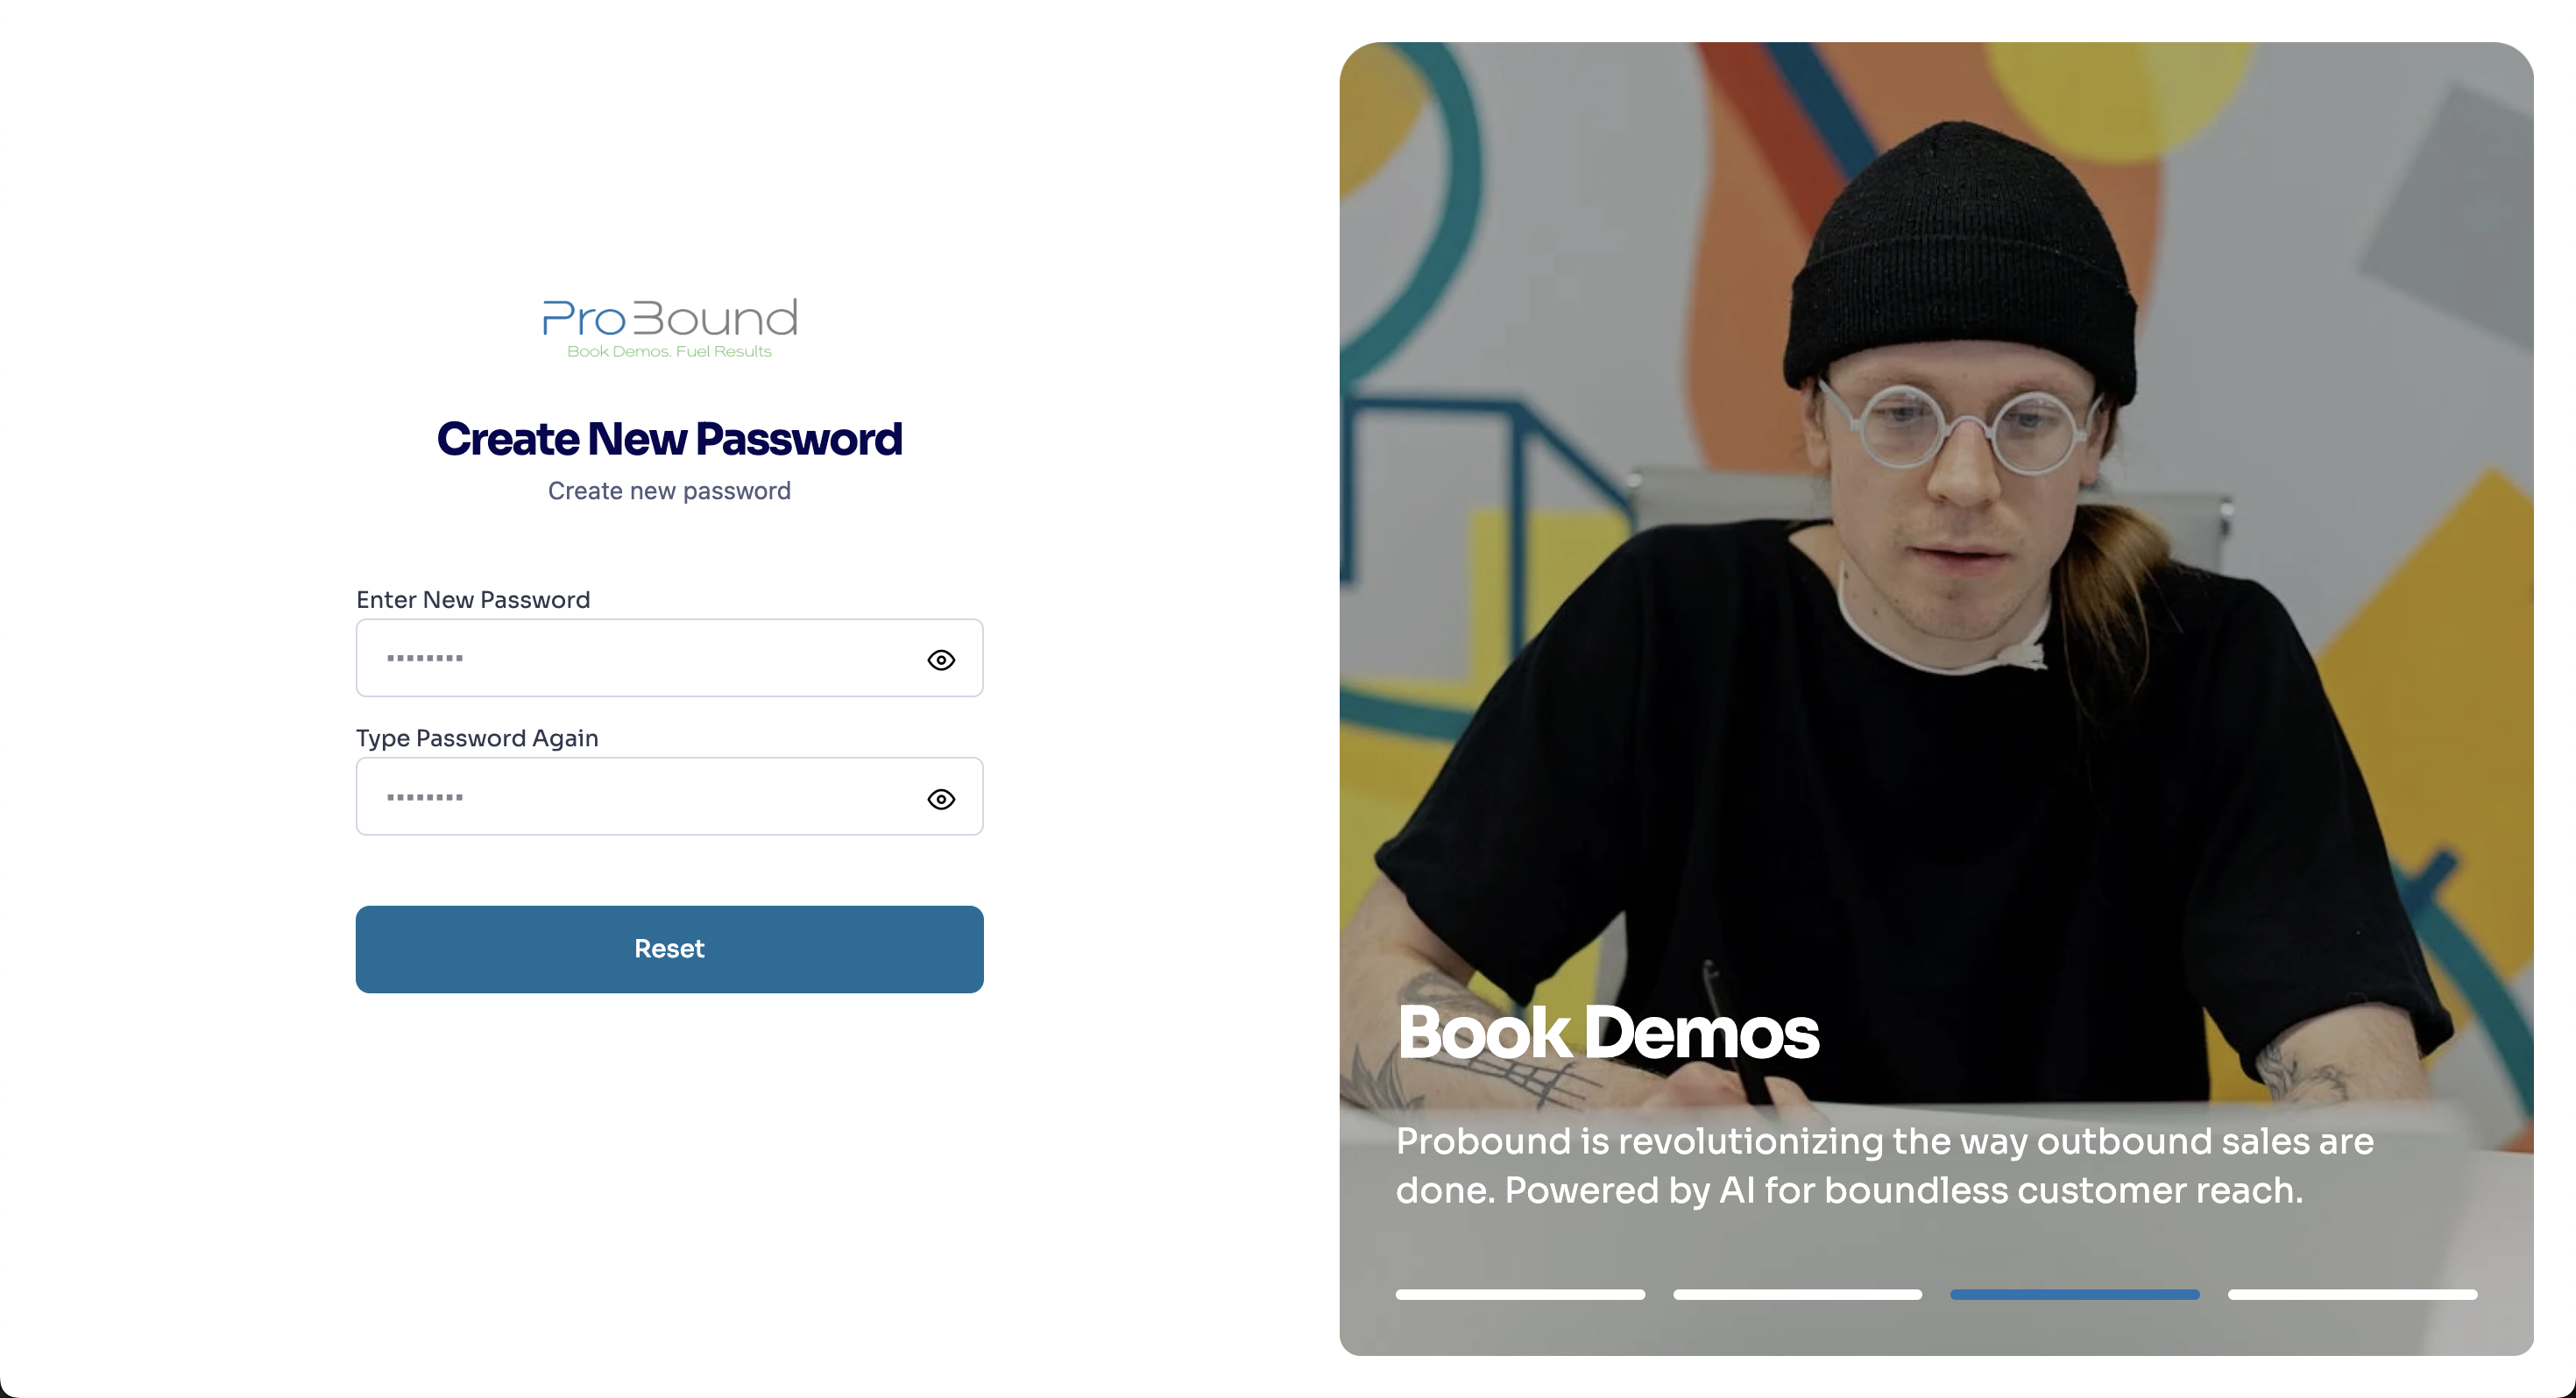 ProBound
Book Demos. Fuel Results
Create New Password
Create new password
Enter New Password
Type Password Again
Reset
Book Demos
Probound is revolutionizing the way outbound sales are
done. Powered by AI for boundless customer reach.